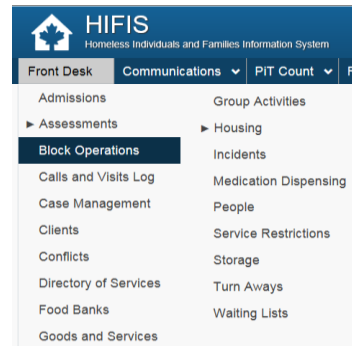 HIFIS
Homeless Individuals and Families Information System
Front Desk Communications PiT Count F
Admissions
Assessments
Block Operations
Calls and Visits Log
Case Management
Clients
Conflicts
Directory of Services
Food Banks
Goods and Services
Group Activities
Housing
Incidents
Medication Dispensing
People
Service Restrictions
Storage
Turn Aways
Waiting Lists